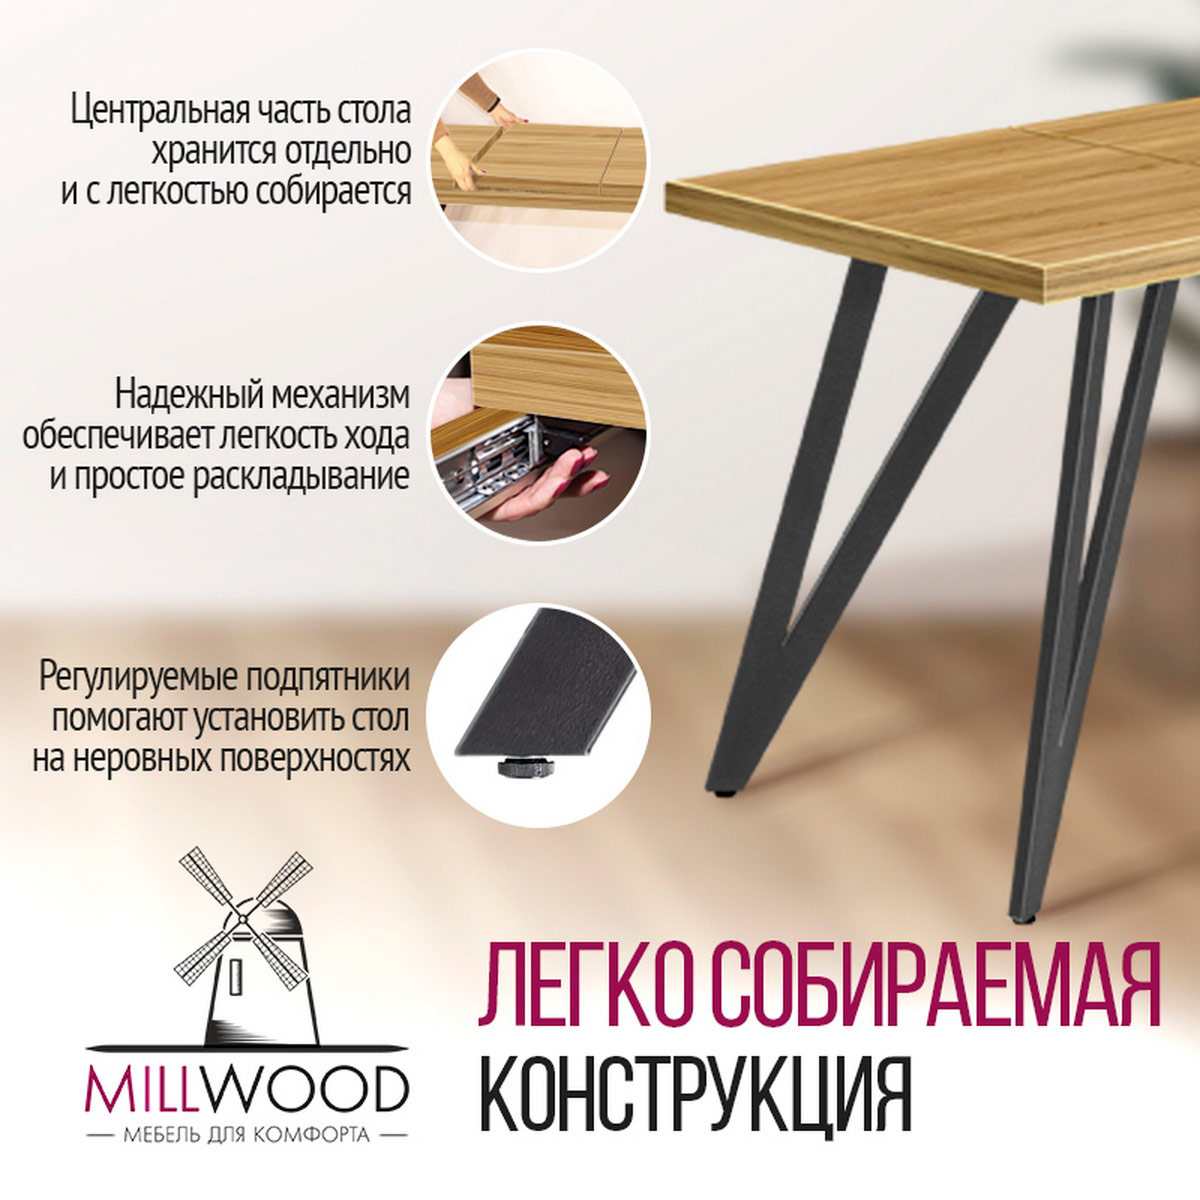 Центральная часть стола
хранится отдельно
и с легкостью собирается
Надежный механизм
обеспечивает легкость хода
и простое раскладывание
Регулируемые подпятники
помогают установить стол
на неровных поверхностях
MILLWOOD
— МЕБЕЛЬ ДЛЯ КОМФОРТА —
ЛЕГКО СОБИРАЕМАЯ
КОНСТРУКЦИЯ